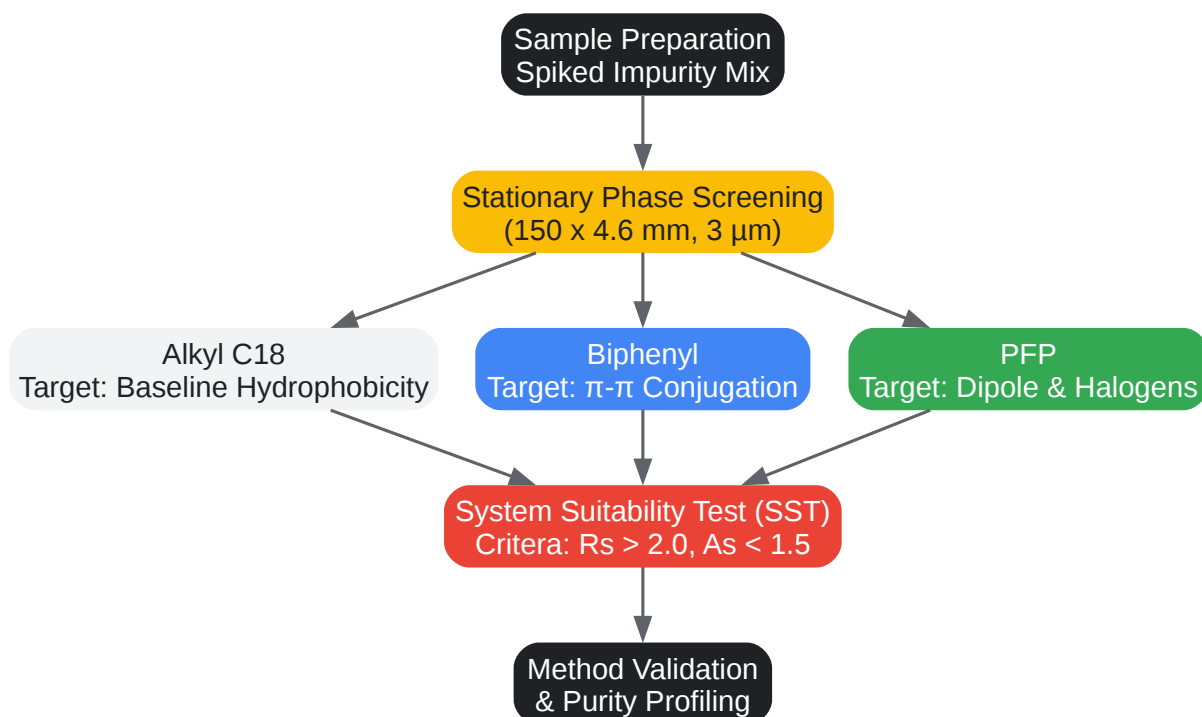 Sample Preparation
Spiked Impurity Mix
Stationary Phase Screening
(150 x 4.6 mm, 3 µm)
Alkyl C18
Target: Baseline Hydrophobicity
Biphenyl
Target: π-π Conjugation
PFP
Target: Dipole & Halogens
System Suitability Test (SST)
Critera: Rs > 2.0, As < 1.5
Method Validation
& Purity Profiling